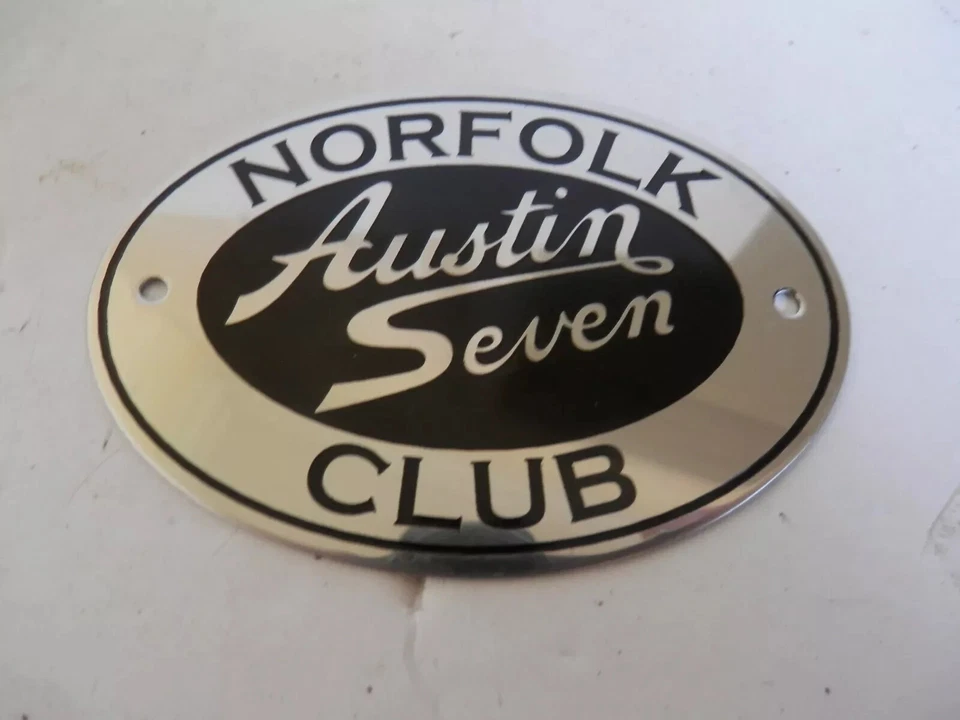 NORFOLK
Austin
Seven
CLUB